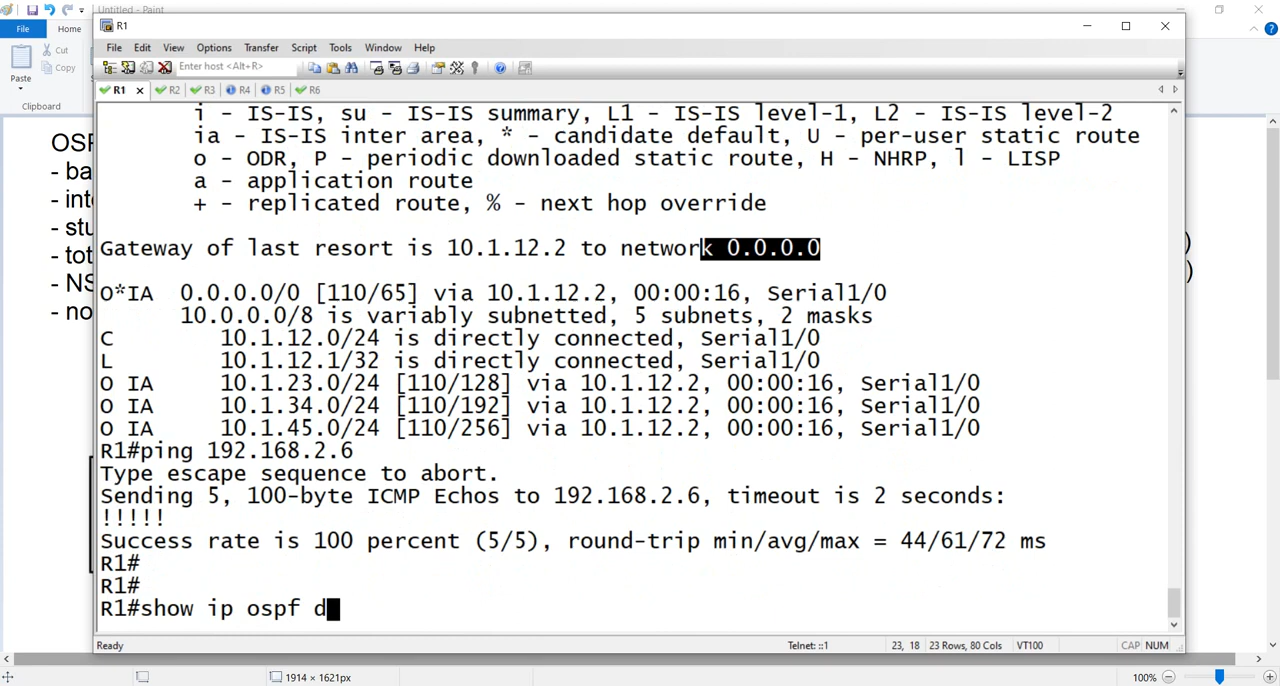 Untitled - Paint
File
Home
Paste
Cut
Copy
Clipboard
R1
File Edit View Options Transfer Script Tools Window Help
Enter host <Alt+R>
R1 R2 R3 R4 R5 R6
i - IS-IS, su - IS-IS summary, L1 - IS-IS level-1, L2 - IS-IS level-2
ia - IS-IS inter area, * - candidate default, U - per-user static route
o - ODR, P - periodic downloaded static route, H - NHRP, l - LISP
a - application route
+ - replicated route, % - next hop override
Gateway of last resort is 10.1.12.2 to network 0.0.0.0
O*IA 0.0.0.0/0 [110/65] via 10.1.12.2, 00:00:16, Serial1/0
10.0.0.0/8 is variably subnetted, 5 subnets, 2 masks
C 10.1.12.0/24 is directly connected, Serial1/0
L 10.1.12.1/32 is directly connected, Serial1/0
O IA 10.1.23.0/24 [110/128] via 10.1.12.2, 00:00:16, Serial1/0
O IA 10.1.34.0/24 [110/192] via 10.1.12.2, 00:00:16, Serial1/0
O IA 10.1.45.0/24 [110/256] via 10.1.12.2, 00:00:16, Serial1/0
R1#ping 192.168.2.6
Type escape sequence to abort.
Sending 5, 100-byte ICMP Echos to 192.168.2.6, timeout is 2 seconds:
!!!!!
Success rate is 100 percent (5/5), round-trip min/avg/max = 44/61/72 ms
R1#
R1#
R1#show ip ospf d
Ready Telnet: ::1 23, 18 23 Rows, 80 Cols VT100 CAP NUM
1914 × 1621px 100%